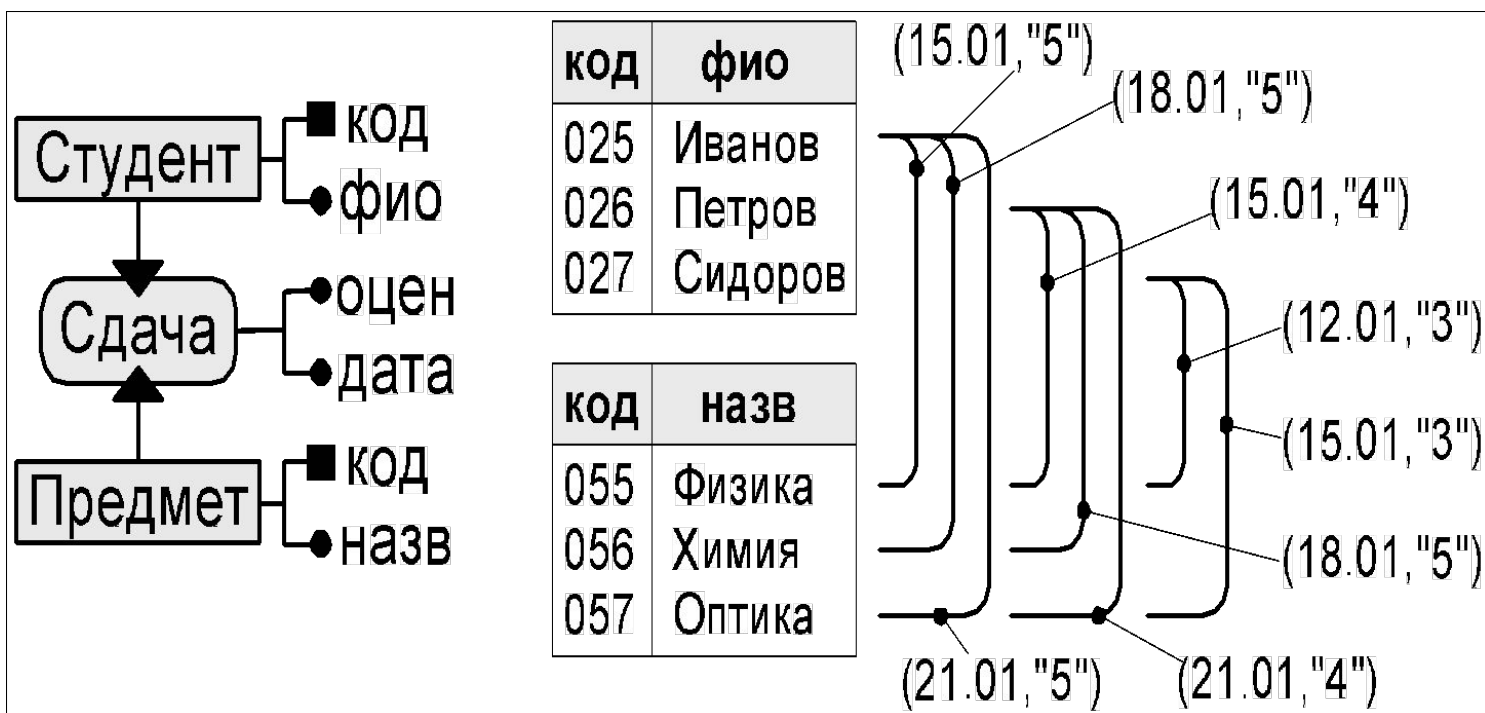 Студент
код
фио
Сдача
оцен
дата
Предмет
код
назв
код фио
025 Иванов
026 Петров
027 Сидоров
код назв
055 Физика
056 Химия
057 Оптика
(15.01,"5")
(18.01,"5")
(15.01,"4")
(12.01,"3")
(15.01,"3")
(18.01,"5")
(21.01,"5")
(21.01,"4")